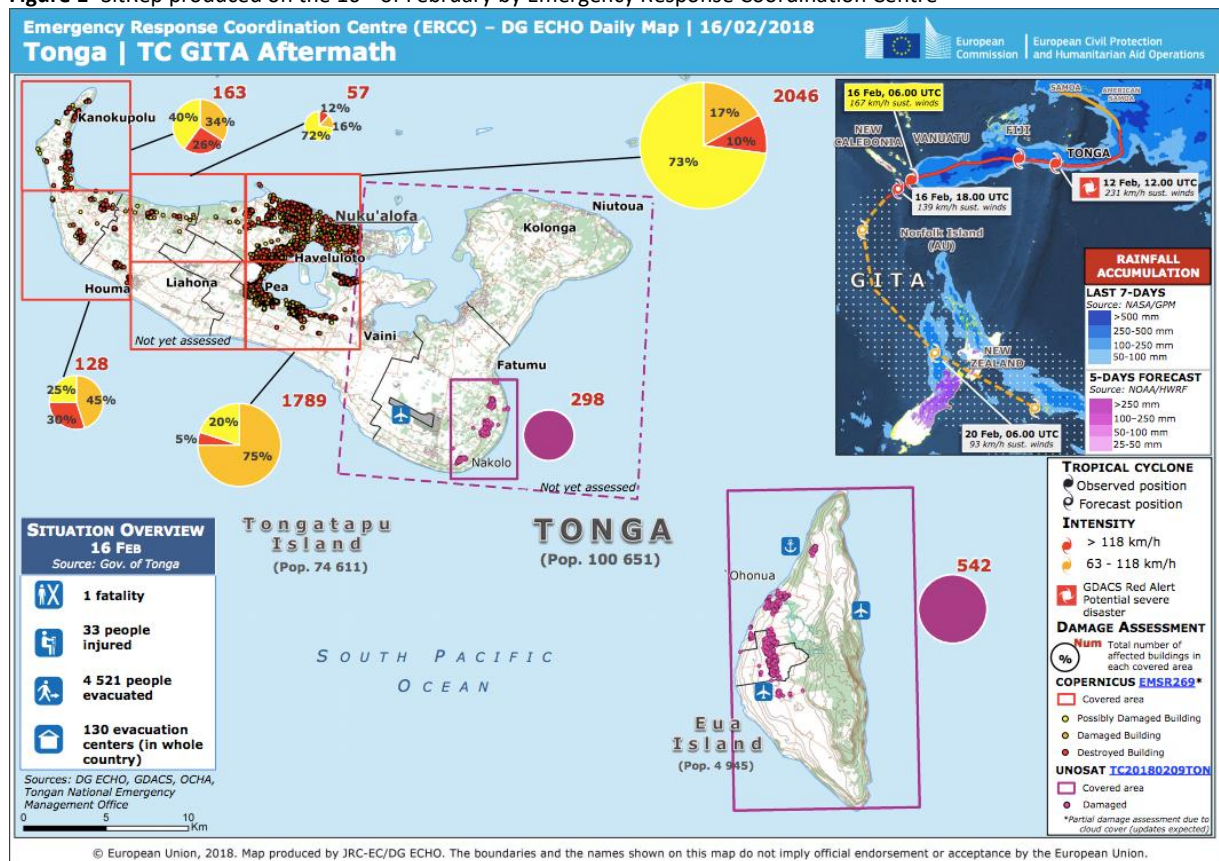 Emergency Response Coordination Centre (ERCC) – DG ECHO Daily Map | 16/02/2018
Tonga | TC GITA Aftermath
European Commission
European Civil Protection and Humanitarian Aid Operations
Kanokupolu
163
40%
34%
26%
57
12%
16%
72%
2046
17%
10%
73%
Nuku'alofa
Haveluloto
Houma
Liahona
Pea
Vaini
Not yet assessed
Niutoua
Kolonga
Fatumu
Nakolo
Not yet assessed
128
25%
45%
30%
1789
20%
5%
75%
298
Tongatapu
Island
(Pop. 74 611)
TONGA
(Pop. 100 651)
SOUTH PACIFIC
OCEAN
'Ohonua
542
Eua
Island
(Pop. 4 945)
SITUATION OVERVIEW
16 FEB
Source: Gov. of Tonga
1 fatality
33 people
injured
4 521 people
evacuated
130 evacuation
centers (in whole
country)
Sources: DG ECHO, GDACS, OCHA,
Tongan National Emergency
Management Office
0 5 10
Km
16 Feb, 06.00 UTC
167 km/h sust. winds
SAMOA
AMERICAN
SAMOA
NEW
CALEDONIA
VANUATU
FIJI
TONGA
12 Feb, 12.00 UTC
231 km/h sust. winds
16 Feb, 18.00 UTC
139 km/h sust. winds
Norfolk Island
(AU)
GITA
NEW
ZEALAND
20 Feb, 06.00 UTC
93 km/h sust. winds
RAINFALL
ACCUMULATION
LAST 7-DAYS
Source: NASA/GPM
>500 mm
250-500 mm
100-250 mm
50-100 mm
5-DAYS FORECAST
Source: NOAA/HWRF
>250 mm
100-250 mm
50-100 mm
25-50 mm
TROPICAL CYCLONE
Observed position
Forecast position
INTENSITY
> 118 km/h
63 - 118 km/h
GDACS Red Alert
Potential severe
disaster
DAMAGE ASSESSMENT
Num Total number of
affected buildings in
each covered area
%
COPERNICUS EMSR269*
Covered area
Possibly Damaged Building
Damaged Building
Destroyed Building
UNOSAT TC20180209TON
Covered area
Damaged
*Partial damage assessment due to
cloud cover (updates expected)
© European Union, 2018. Map produced by JRC-EC/DG ECHO. The boundaries and the names shown on this map do not imply official endorsement or acceptance by the European Union.